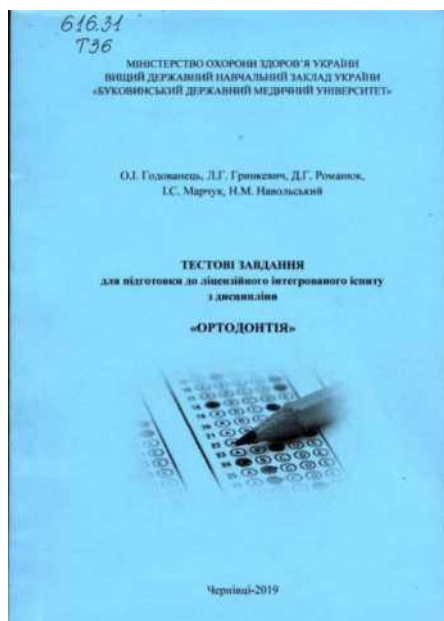 616.31
Т36
МІНІСТЕРСТВО ОХОРОНИ ЗДОРОВ'Я УКРАЇНИ
ВИЩИЙ ДЕРЖАВНИЙ НАВЧАЛЬНИЙ ЗАКЛАД УКРАЇНИ
«БУКОВИНСЬКИЙ ДЕРЖАВНИЙ МЕДИЧНИЙ УНІВЕРСИТЕТ»
О.І. Годованець, Л.Г. Гринкевич, Д.Г. Романюк,
І.С. Марчук, Н.М. Навольський
ТЕСТОВІ ЗАВДАННЯ
для підготовки до ліцензійного інтегрованого іспиту
з дисципліни
«ОРТОДОНТІЯ»
Чернівці-2019